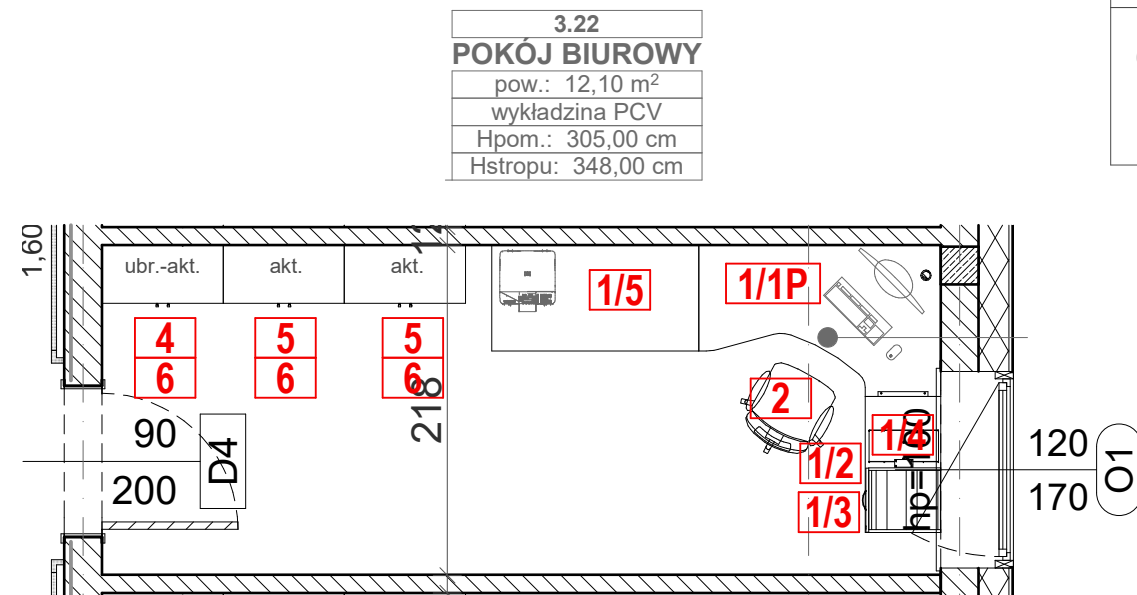 3.22
POKÓJ BIUROWY
pow.: 12,10 m²
wykładzina PCV
Hpom.: 305,00 cm
Hstropu: 348,00 cm
1,60
ubr.-akt.
akt.
akt.
4
6
5
6
5
6
218
1/5
1/1P
2
1/2
1/3
1/4
hp=100
90
200
D4
120
170
O1